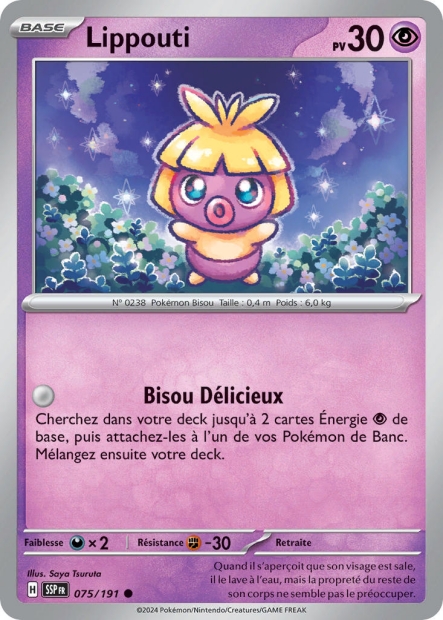 BASE
Lippouti
PV 30
N° 0238 Pokémon Bisou Taille : 0,4 m Poids : 6,0 kg
Bisou Délicieux
Cherchez dans votre deck jusqu'à 2 cartes Énergie de
base, puis attachez-les à l'un de vos Pokémon de Banc.
Mélangez ensuite votre deck.
Faiblesse ×2 Résistance -30 Retraite
Illus. Saya Tsuruta
H SSP FR 075/191
Quand il s'aperçoit que son visage est sale,
il le lave à l'eau, mais la propreté du reste
de son corps ne semble pas le préoccuper.
©2024 Pokémon/Nintendo/Creatures/GAME FREAK